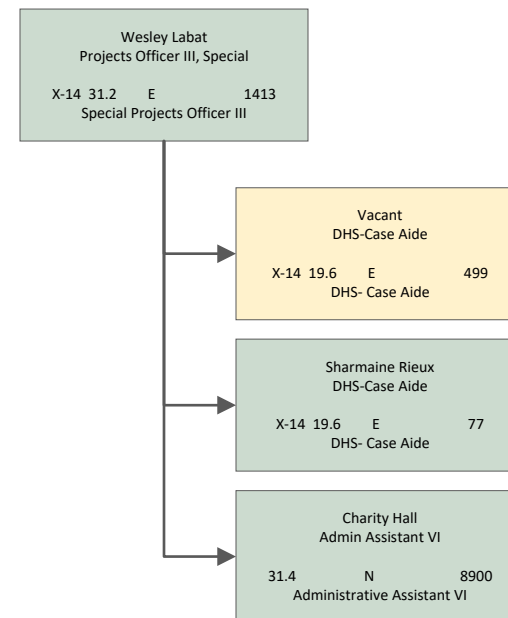 Wesley Labat
Projects Officer III, Special
X-14 31.2 E 1413
Special Projects Officer III
Vacant
DHS-Case Aide
X-14 19.6 E 499
DHS- Case Aide
Sharmaine Rieux
DHS-Case Aide
X-14 19.6 E 77
DHS- Case Aide
Charity Hall
Admin Assistant VI
31.4 N 8900
Administrative Assistant VI